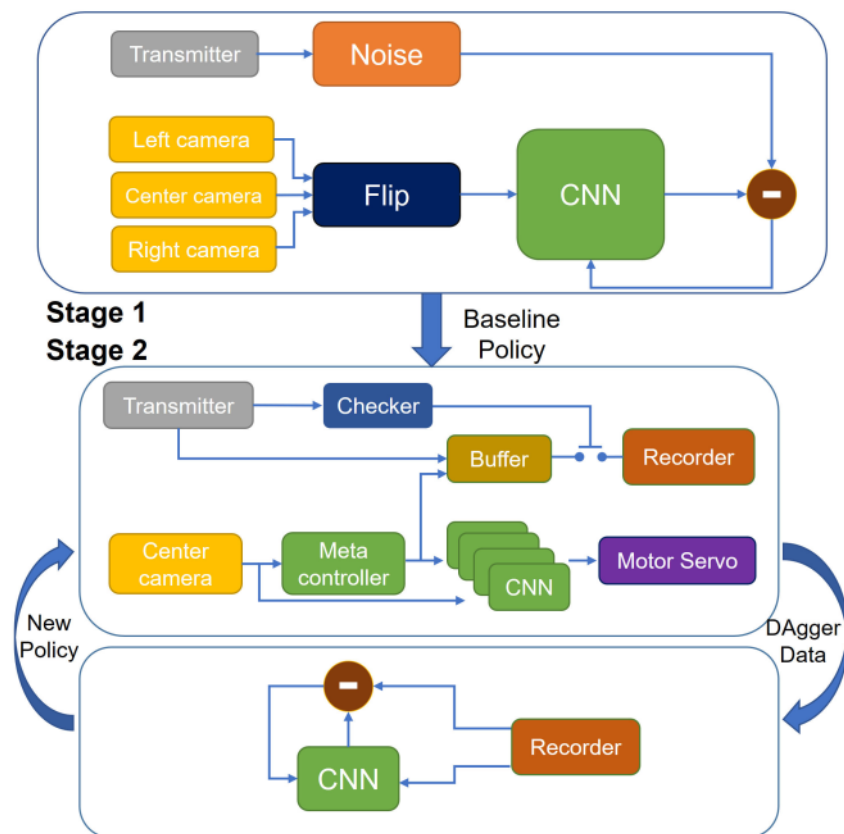 Transmitter
Noise
Left camera
Center camera
Right camera
Flip
CNN
-
Stage 1
Stage 2
Baseline
Policy
Transmitter
Checker
Buffer
Recorder
Center
camera
Meta
controller
CNN
Motor Servo
New
Policy
DAgger
Data
-
CNN
Recorder